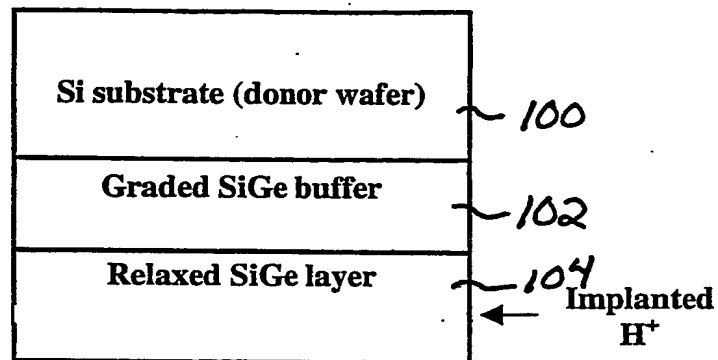 Si substrate (donor wafer)
100
Graded SiGe buffer
102
Relaxed SiGe layer
104
Implanted
H+